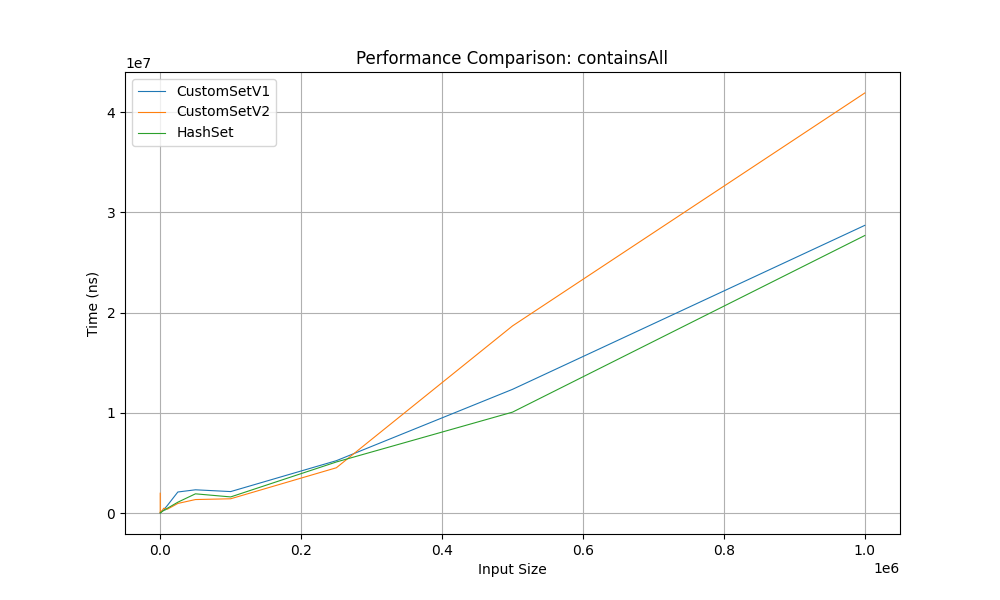 Performance Comparison: containsAll
1e7
CustomSetV1
CustomSetV2
HashSet
4
3
2
1
0
Time (ns)
0.0 0.2 0.4 0.6 0.8 1.0
Input Size
1e6